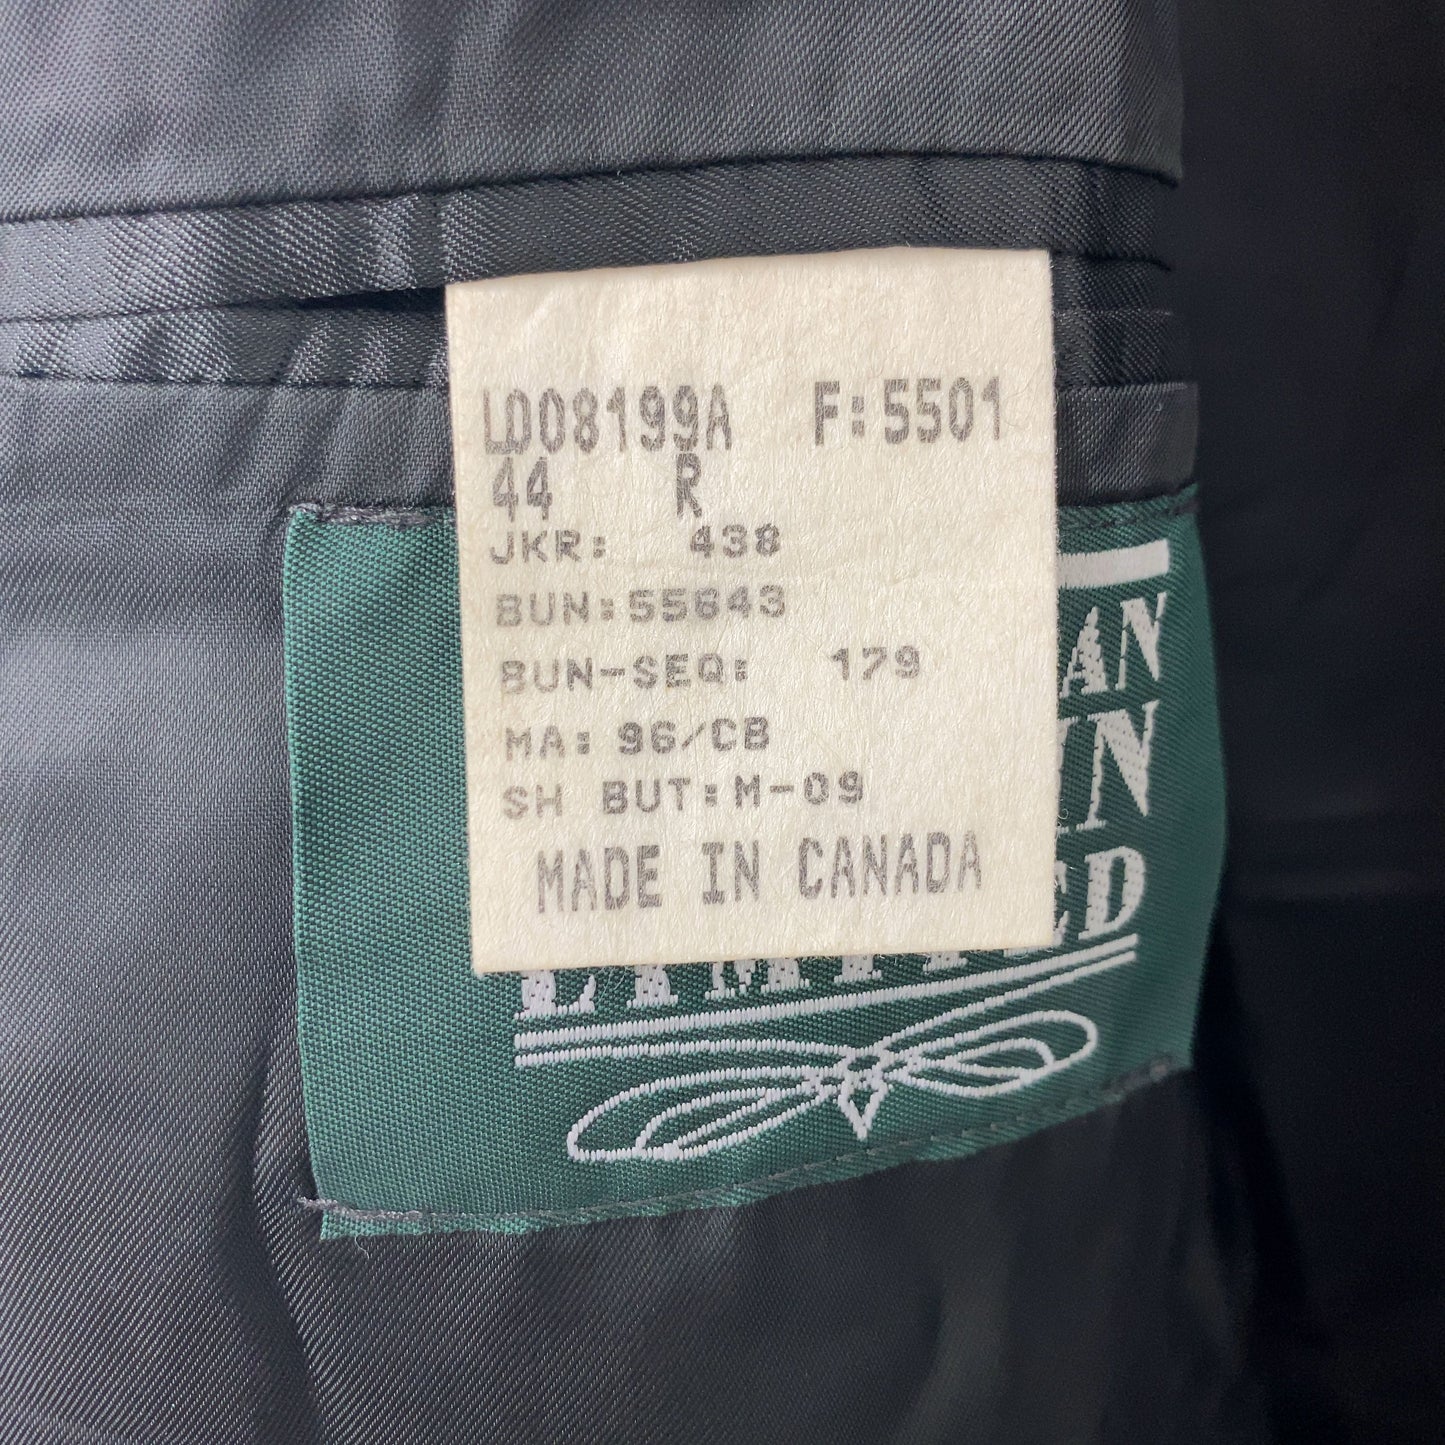 LD08199A F:5501
44 R
JKR: 438
BUN:55643
BUN-SEQ: 179
MA: 96/CB
SH BUT:M-09
MADE IN CANADA
LIMITED